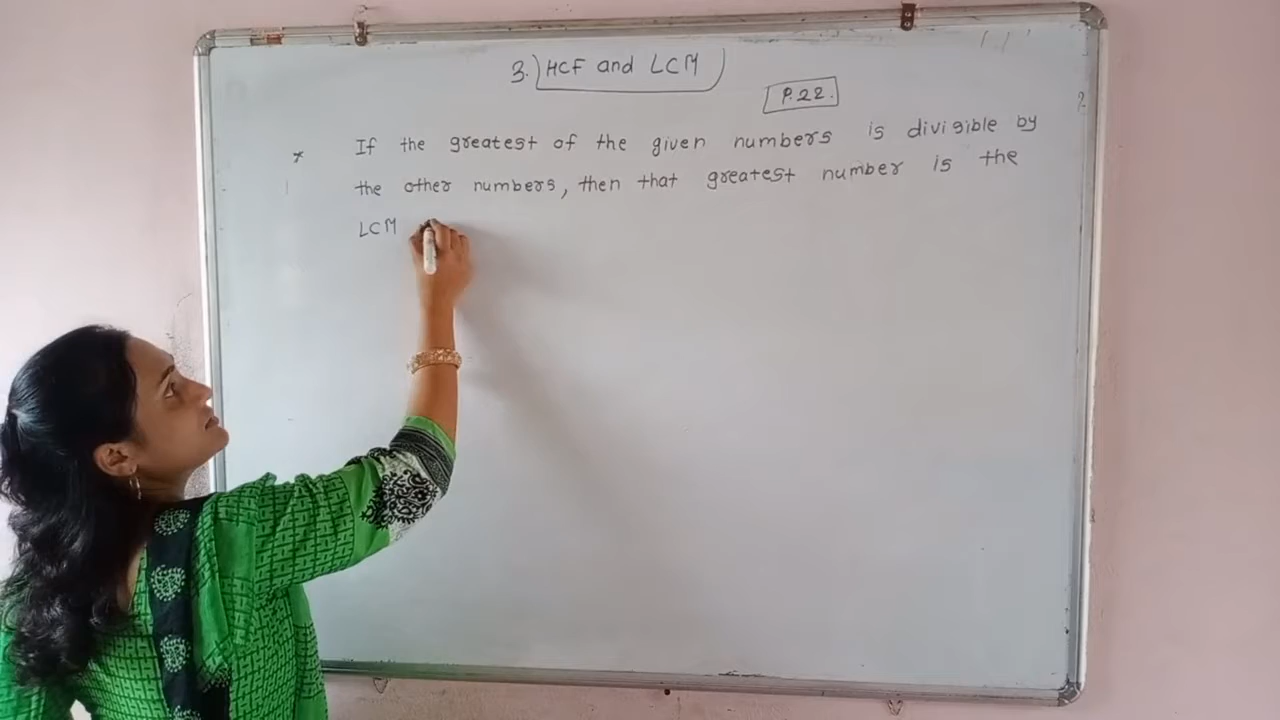 3. HCF and LCM
P. 22.
* If the greatest of the given numbers is divisible by
the other numbers, then that greatest number is the
LCM